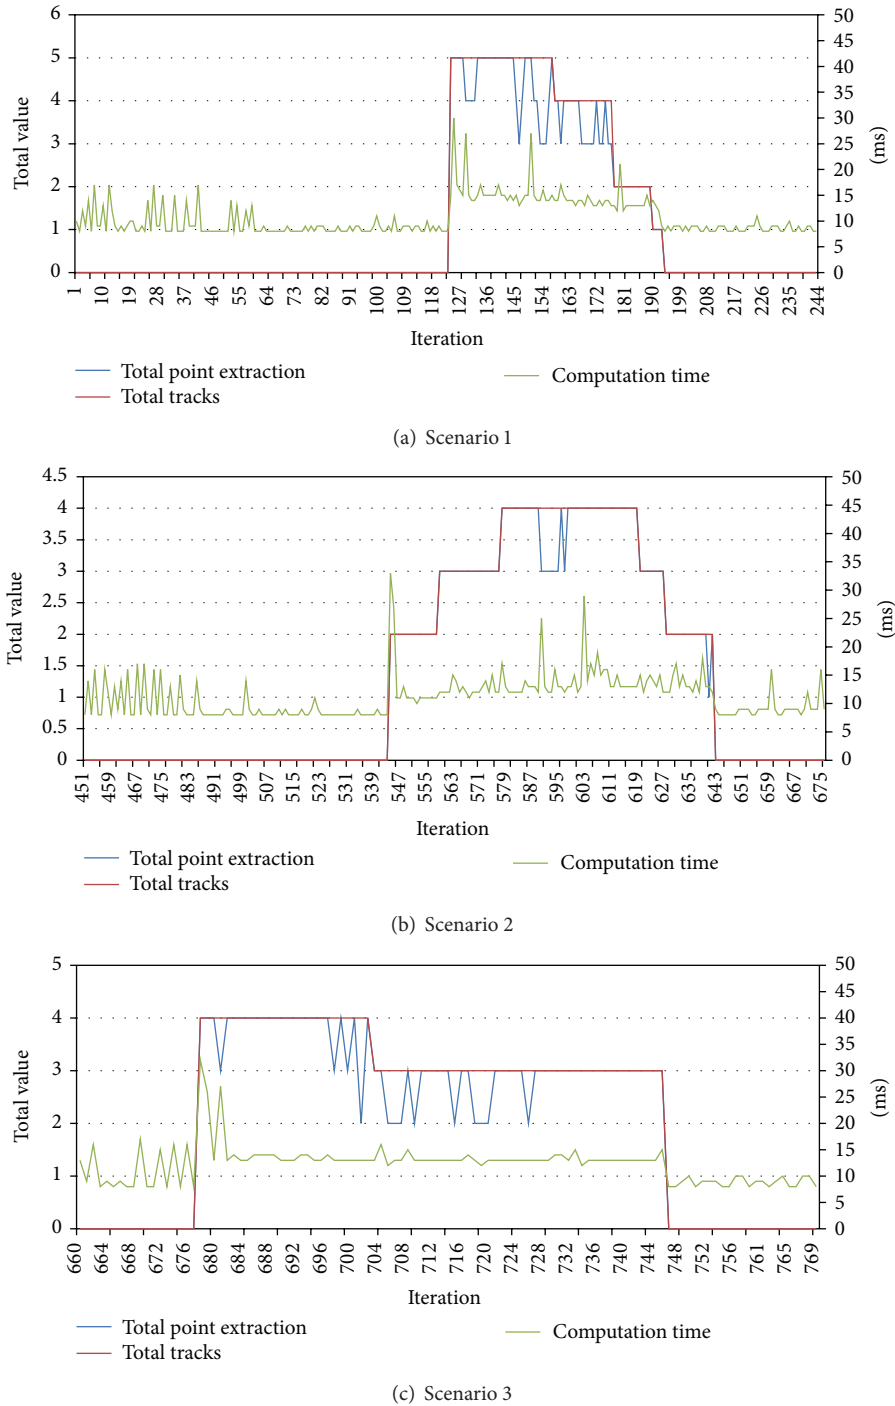 6
5
4
3
2
1
0
Total value
50
45
40
35
30
25
20
15
10
5
0
(ms)
1 10 19 28 37 46 55 64 73 82 91 100 109 118 127 136 145 154 163 172 181 190 199 208 217 226 235 244
Iteration
Total point extraction
Total tracks
Computation time
(a) Scenario 1
4.5
4
3.5
3
2.5
2
1.5
1
0.5
0
Total value
50
45
40
35
30
25
20
15
10
5
0
(ms)
451 459 467 475 483 491 499 507 515 523 531 539 547 555 563 571 579 587 595 603 611 619 627 635 643 651 659 667 675
Iteration
Total point extraction
Total tracks
Computation time
(b) Scenario 2
5
4
3
2
1
0
Total value
50
45
40
35
30
25
20
15
10
5
0
(ms)
660 664 668 672 676 680 684 688 692 696 700 704 708 712 716 720 724 728 732 736 740 744 748 752 756 761 765 769
Iteration
Total point extraction
Total tracks
Computation time
(c) Scenario 3